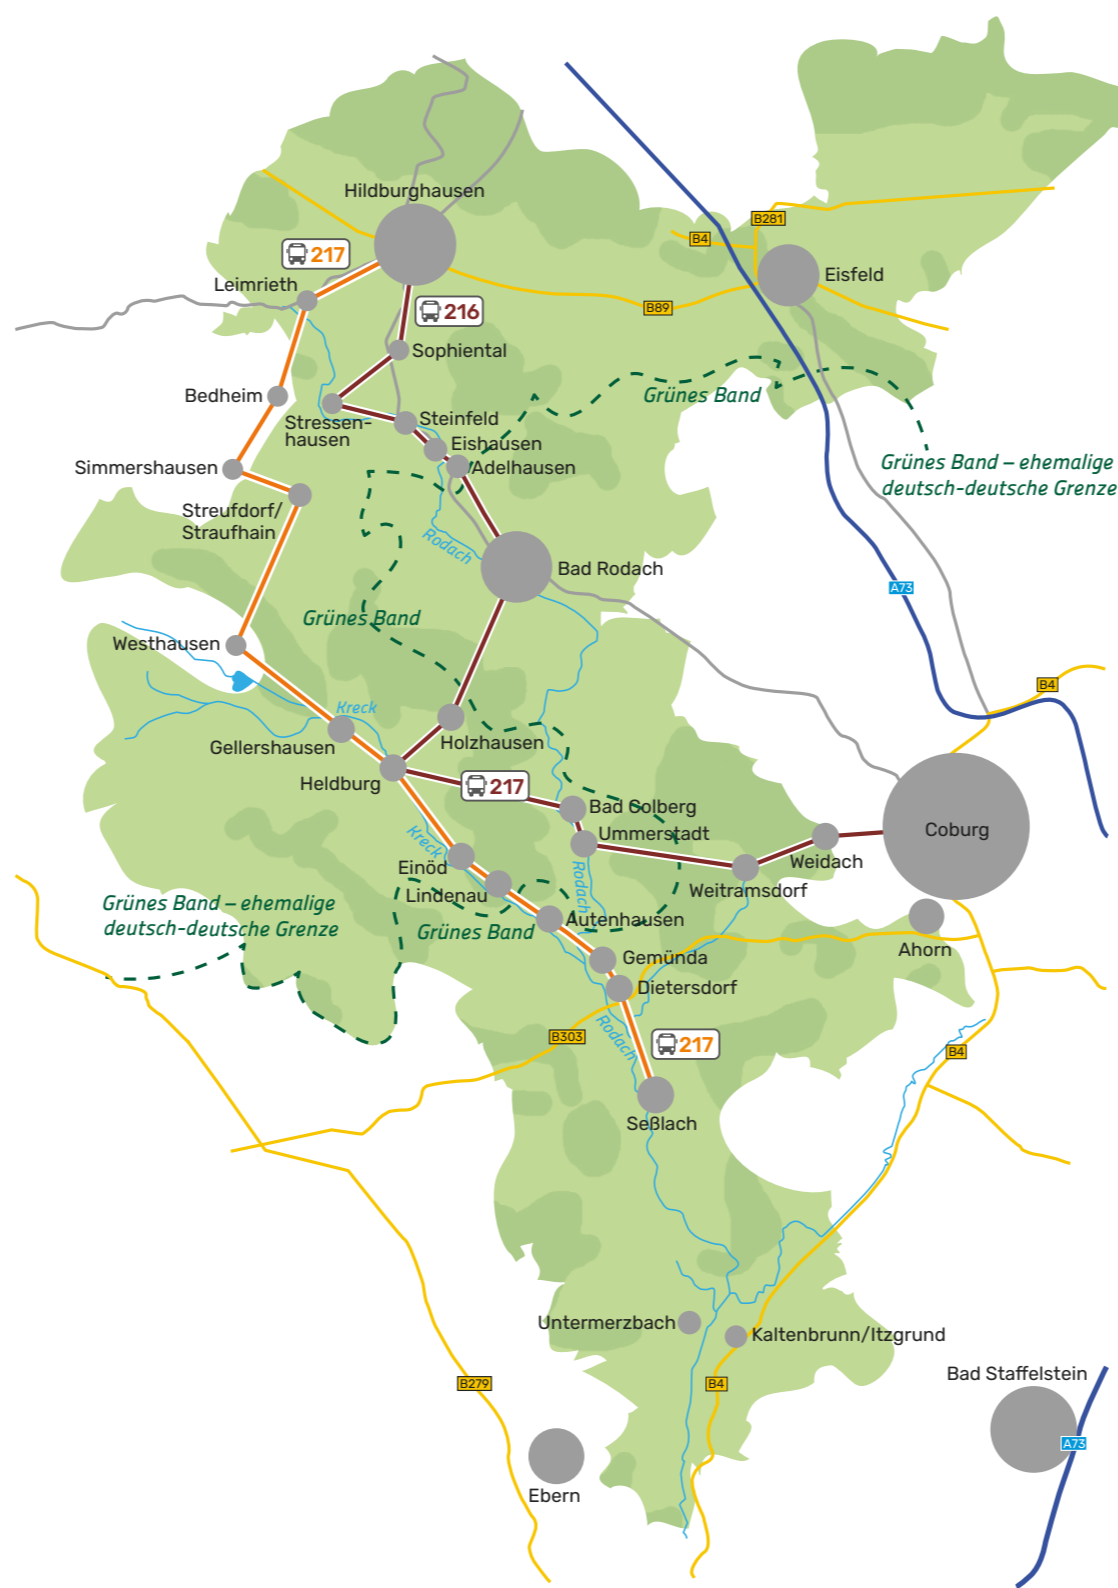 Hildburghausen
B281
B4
217
Eisfeld
Leimrieth
B89
216
Sophiental
Bedheim
Grünes Band
Stressen-
hausen
Steinfeld
Eishausen
Adelhausen
Simmershausen
Grünes Band – ehemalige
deutsch-deutsche Grenze
Streufdorf/
Straufhain
Rodach
Bad Rodach
A73
Grünes Band
Westhausen
B4
Kreck
Gellershausen
Holzhausen
Heldburg
217
Bad Colberg
Ummerstadt
Coburg
Kreck
Weidach
Einöd
Lindenau
Rodach
Weitramsdorf
Grünes Band – ehemalige
deutsch-deutsche Grenze
Grünes Band
Autenhausen
Ahorn
Gemünda
Dietersdorf
B303
Rodach
217
B4
Seßlach
Untermerzbach
Kaltenbrunn/Itzgrund
B279
B4
Bad Staffelstein
A73
Ebern